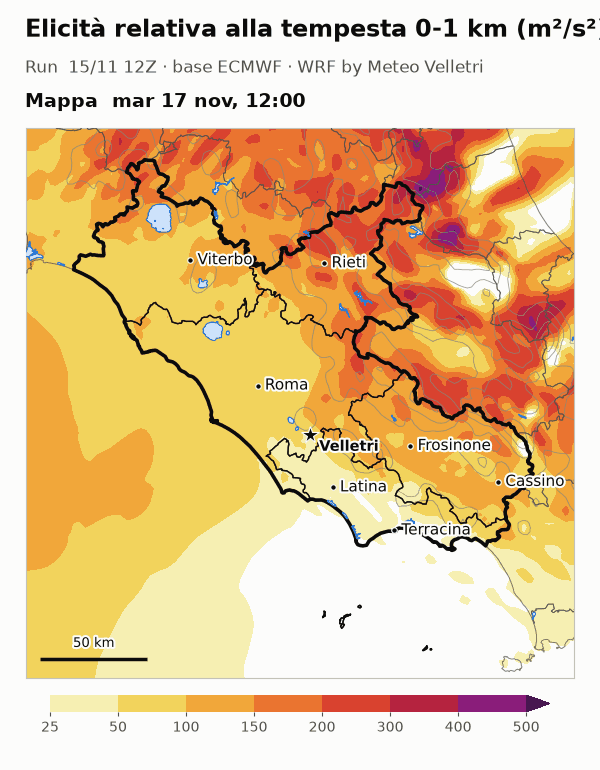 Elicità relativa alla tempesta 0-1 km (m²/s²)
Run  15/11 12Z · base ECMWF · WRF by Meteo Velletri
Mappa  mar 17 nov, 12:00
Viterbo
Rieti
Roma
Velletri
Frosinone
Latina
Cassino
Terracina
50 km
25 50 100 150 200 300 400 500